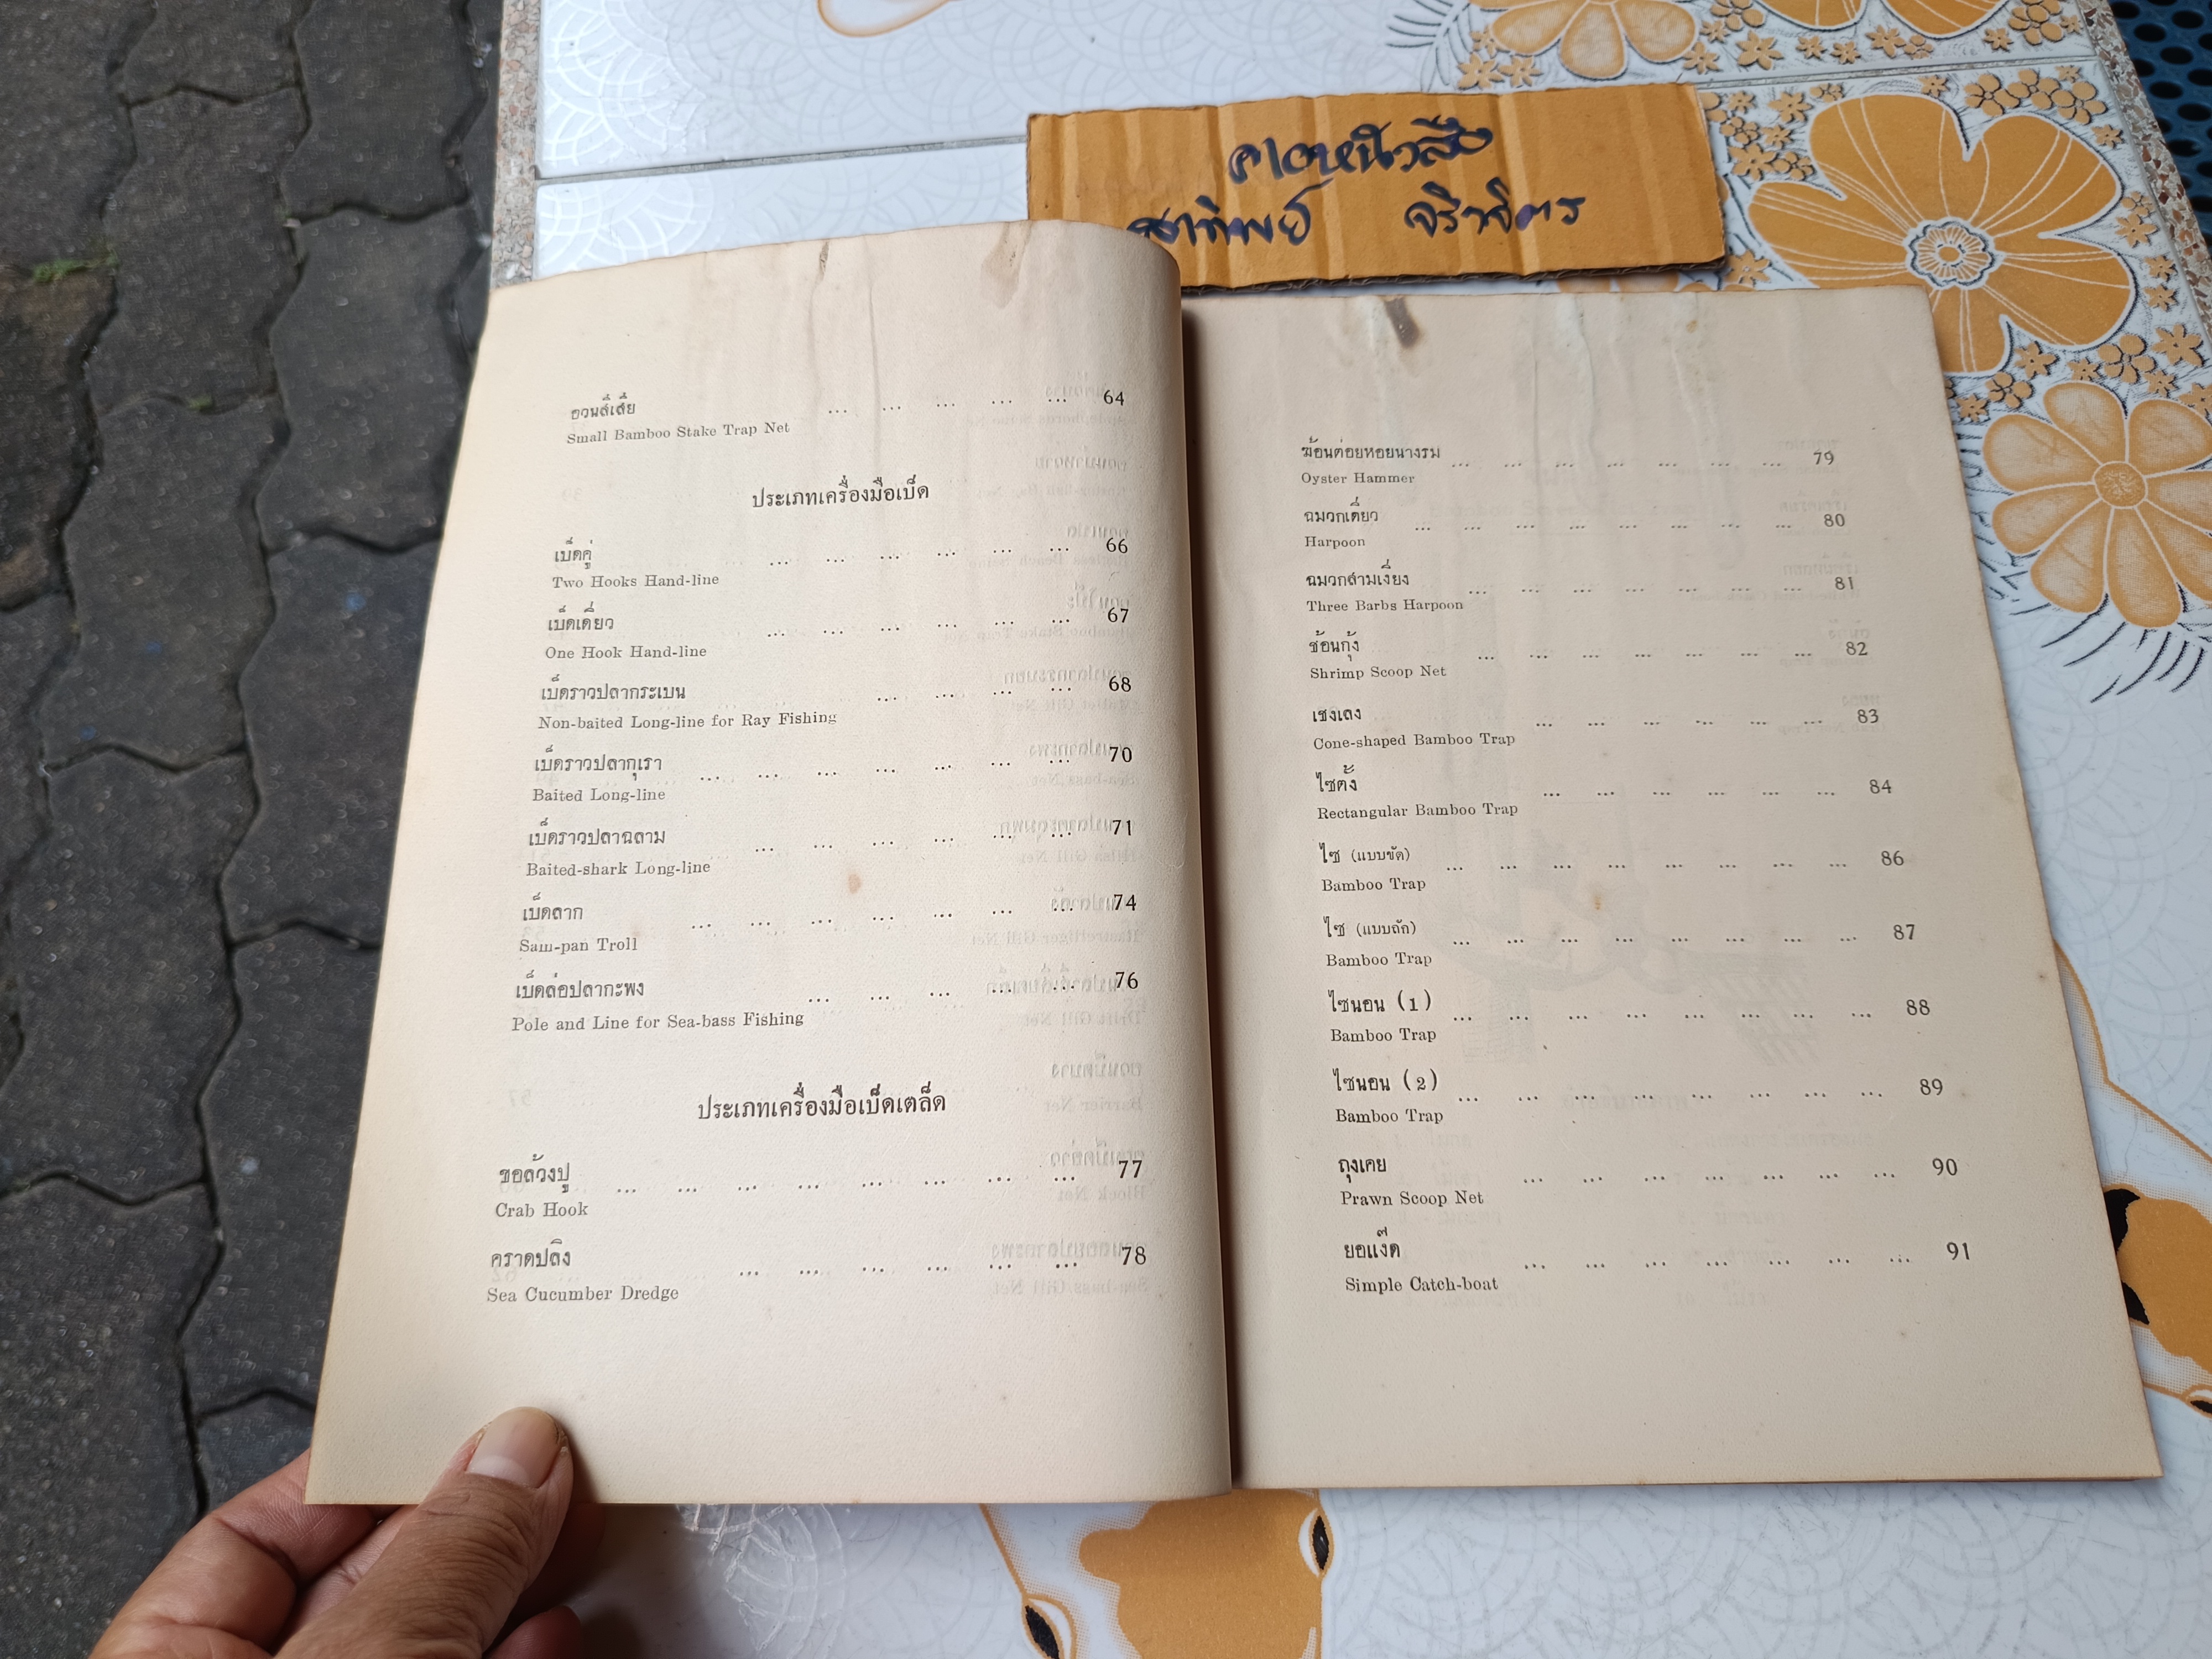 ตาทิพย์ จริาจิตร
อวนสี่เสี้ย ... ... ... ... ... 64
Small Bamboo Stake Trap Net
ประเภทเครื่องมือเบ็ด
เบ็ดคู่ ... ... ... ... ... ... 66
Two Hooks Hand-line
เบ็ดเดี่ยว ... ... ... ... ... ... 67
One Hook Hand-line
เบ็ดราวปลากระเบน ... ... ... ... 68
Non-baited Long-line for Ray Fishing
เบ็ดราวปลากุเรา ... ... ... ... ... ... ... 70
Baited Long-line
เบ็ดราวปลาฉลาม ... ... ... ... ... ... 71
Baited-shark Long-line
เบ็ดลาก ... ... ... ... ... ... ... 74
Sam-pan Troll
เบ็ดล่อปลากะพง ... ... ... ... ... 76
Pole and Line for Sea-bass Fishing
ประเภทเครื่องมือเบ็ดเตล็ด
ขอล้วงปู ... ... ... ... ... ... ... ... 77
Crab Hook
คราดปลิง ... ... ... ... ... ... 78
Sea Cucumber Dredge
ฆ้อนต่อยหอยนางรม ... ... ... ... ... ... ... 79
Oyster Hammer
ฉมวกเดี่ยว ... ... ... ... ... ... ... ... 80
Harpoon
ฉมวกสามเงี่ยง ... ... ... ... ... ... ... 81
Three Barbs Harpoon
ช้อนกุ้ง ... ... ... ... ... ... ... 82
Shrimp Scoop Net
เชงเลง ... ... ... ... ... ... 83
Cone-shaped Bamboo Trap
ไซตั้ง ... ... ... ... ... ... 84
Rectangular Bamboo Trap
ไซ (แบบขัด) ... ... ... ... ... ... ... ... 86
Bamboo Trap
ไซ (แบบถัก) ... ... ... ... ... ... ... ... 87
Bamboo Trap
ไซนอน (1) ... ... ... ... ... ... ... ... 88
Bamboo Trap
ไซนอน (2) ... ... ... ... ... ... ... ... 89
Bamboo Trap
ถุงเคย ... ... ... ... ... ... ... 90
Prawn Scoop Net
ยอแง็ด ... ... ... ... ... ... ... 91
Simple Catch-boat